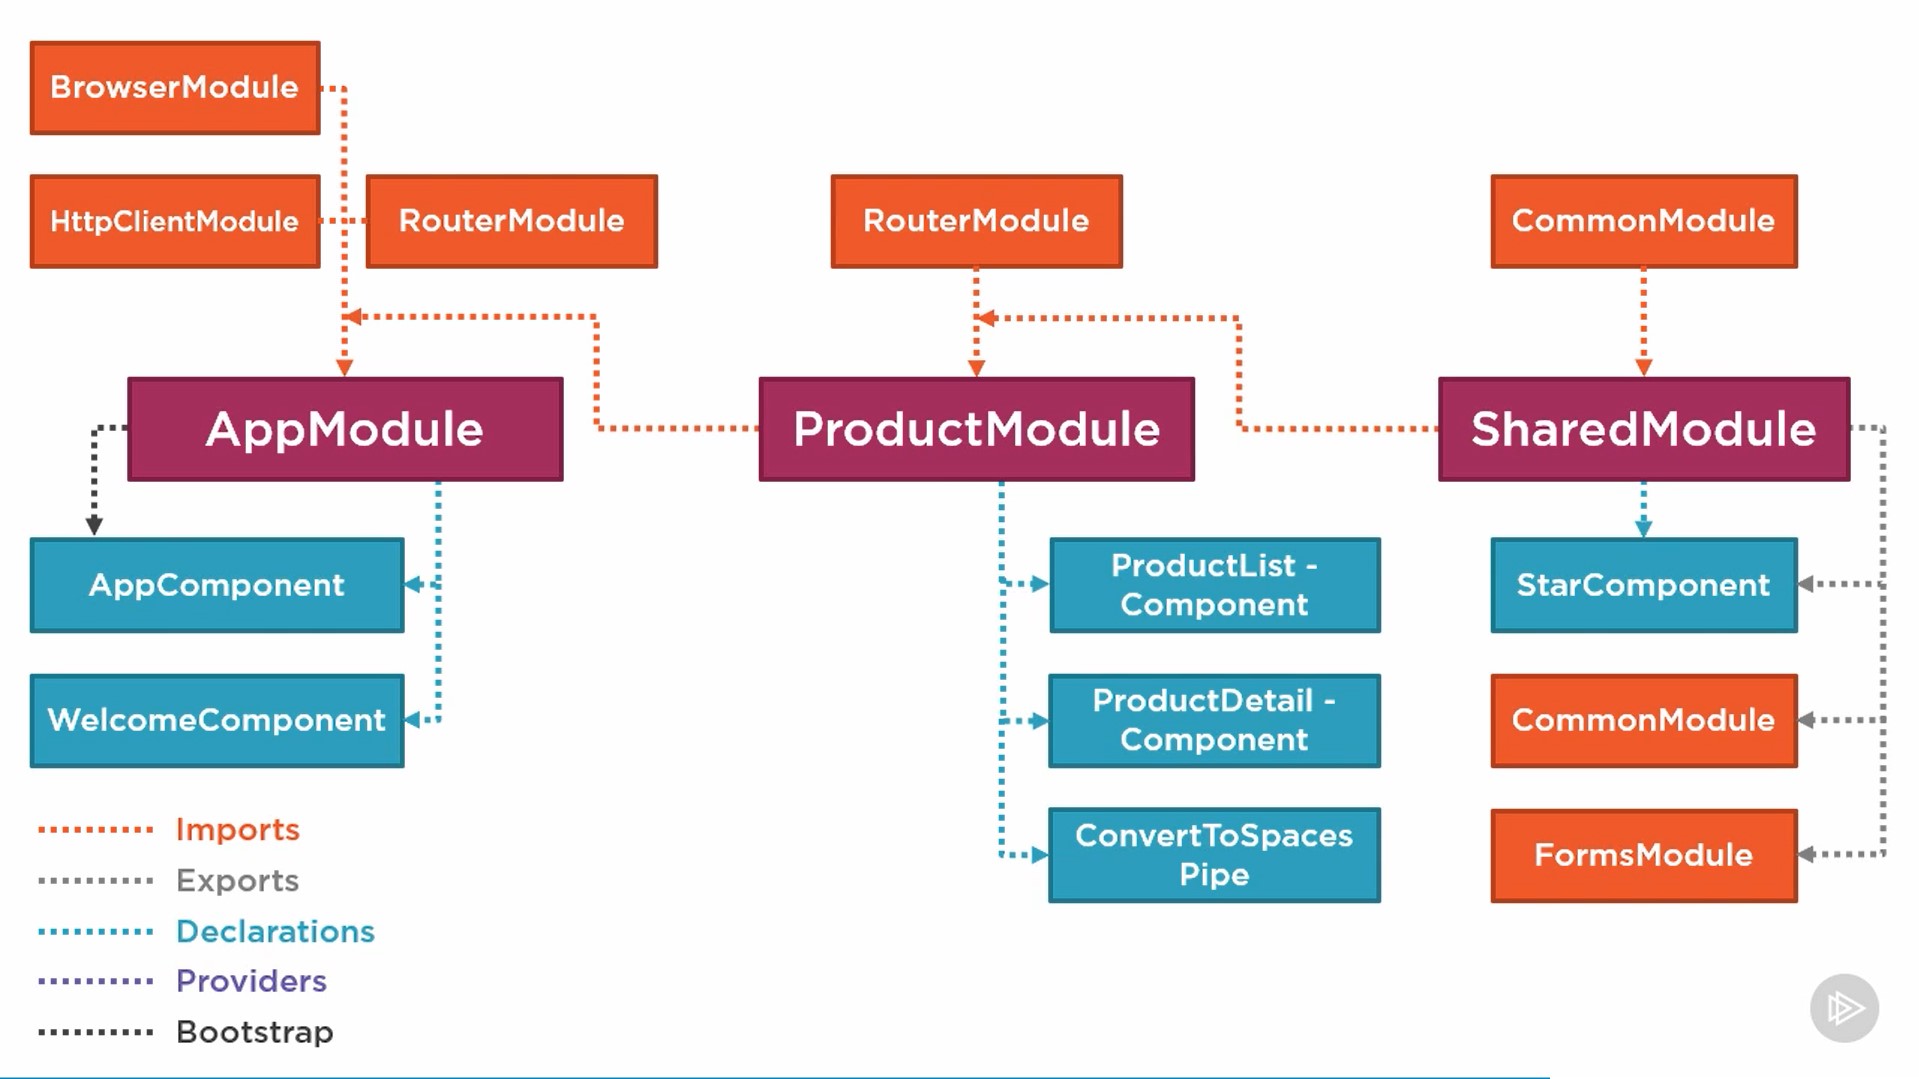 BrowserModule
HttpClientModule
RouterModule
RouterModule
CommonModule
AppModule
ProductModule
SharedModule
AppComponent
ProductList -
Component
StarComponent
WelcomeComponent
ProductDetail -
Component
CommonModule
ConvertToSpaces
Pipe
FormsModule
Imports
Exports
Declarations
Providers
Bootstrap